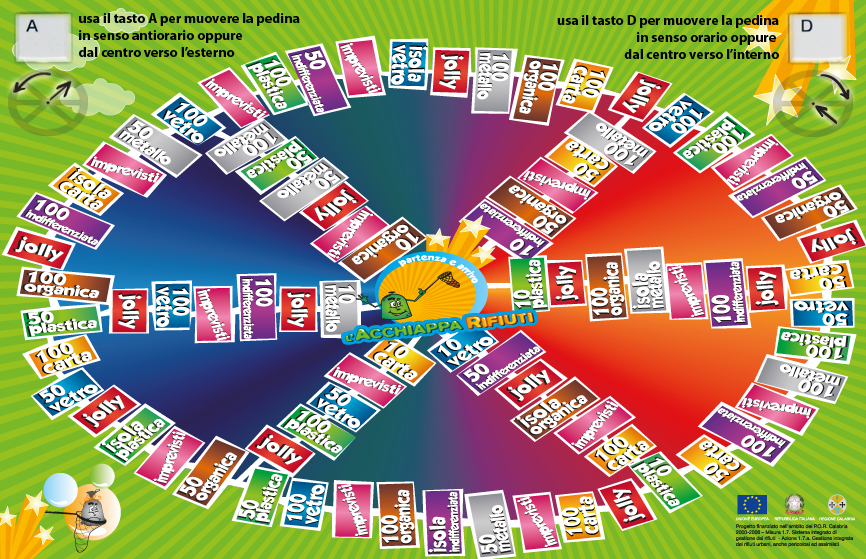 A
usa il tasto A per muovere la pedina
in senso antiorario oppure
dal centro verso l'esterno
usa il tasto D per muovere la pedina
in senso orario oppure
dal centro verso l'interno
D
isola
vetro
jolly
100
metallo
100
organica
100
carta
jolly
100
vetro
100
plastica
imprevisti
50
indifferenziata
50
organica
jolly
50
carta
50
vetro
100
plastica
100
metallo
imprevisti
100
indifferenziata
50
carta
10
plastica
jolly
100
carta
imprevisti
50
metallo
isola
indifferenziata
100
organica
imprevisti
100
vetro
50
plastica
50
organica
imprevisti
isola
plastica
jolly
50
vetro
100
carta
50
plastica
100
organica
jolly
100
indifferenziata
isola
carta
imprevisti
50
metallo
100
vetro
imprevisti
100
plastica
50
indifferenziata
imprevisti
100
metallo
50
plastica
50
metallo
jolly
imprevisti
10
organica
100
metallo
50
carta
imprevisti
50
organica
10
indifferenziata
jolly
100
vetro
imprevisti
100
indifferenziata
jolly
10
metallo
partenza e arrivo
L'Acchiappa Rifiuti
10
plastica
jolly
100
organica
isola
metallo
imprevisti
100
indifferenziata
jolly
10
carta
imprevisti
50
vetro
100
plastica
jolly
10
vetro
50
indifferenziata
jolly
isola
organica
imprevisti
100
carta
UNIONE EUROPEA REPUBBLICA ITALIANA REGIONE CALABRIA
Progetto finanziato nell'ambito del P.O.R. Calabria
2000-2006 – Misura 1.7. Sistema integrato di
gestione dei rifiuti - Azione 1.7.a. Gestione integrata
dei rifiuti urbani, anche pericolosi ed assimilati